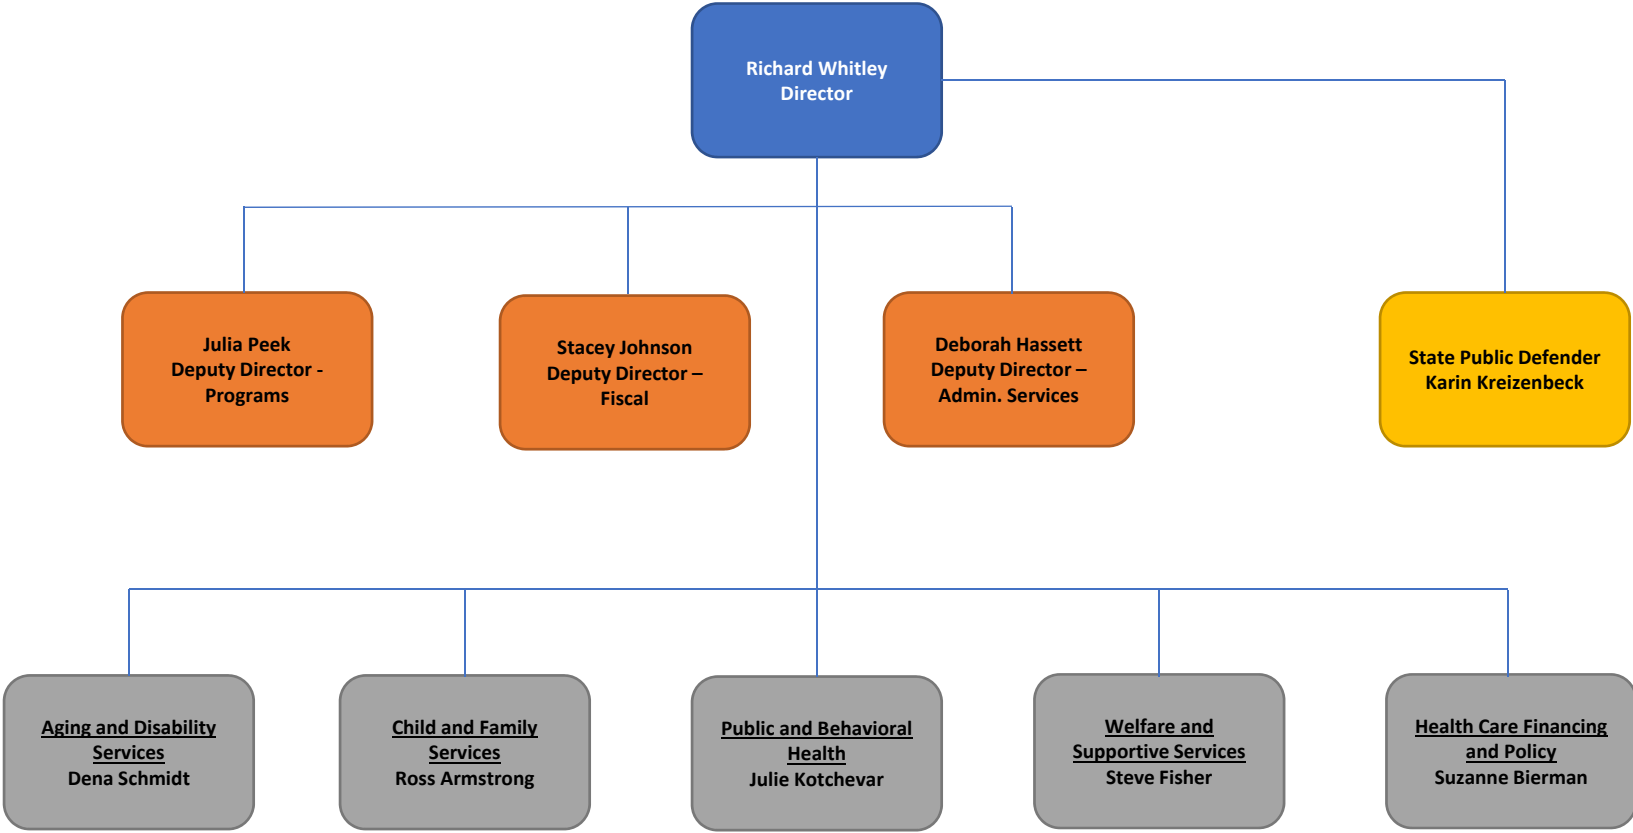 Richard Whitley
Director
Julia Peek
Deputy Director -
Programs
Stacey Johnson
Deputy Director –
Fiscal
Deborah Hassett
Deputy Director –
Admin. Services
State Public Defender
Karin Kreizenbeck
Aging and Disability
Services
Dena Schmidt
Child and Family
Services
Ross Armstrong
Public and Behavioral
Health
Julie Kotchevar
Welfare and
Supportive Services
Steve Fisher
Health Care Financing
and Policy
Suzanne Bierman